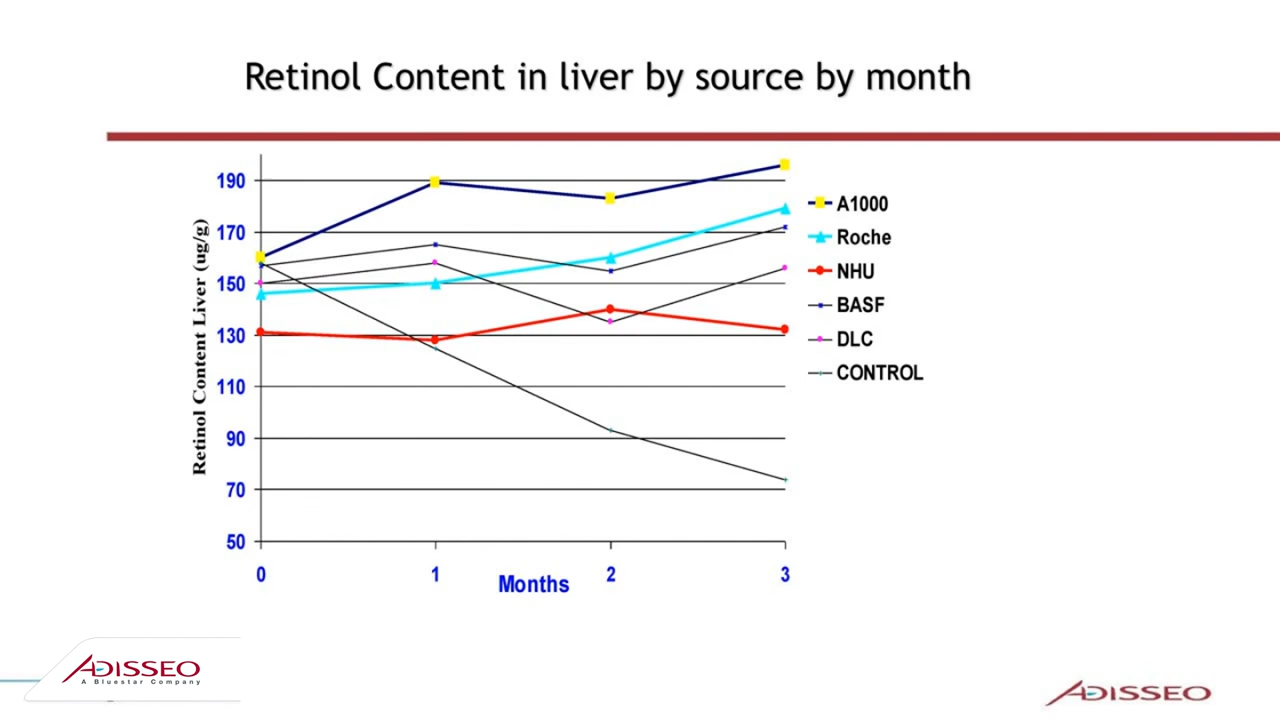 Retinol Content in liver by source by month
Retinol Content Liver (ug/g)
190
170
150
130
110
90
70
50
0 1 2 3
Months
A1000
Roche
NHU
BASF
DLC
CONTROL
ADISSEO
A Bluestar Company
ADISSEO